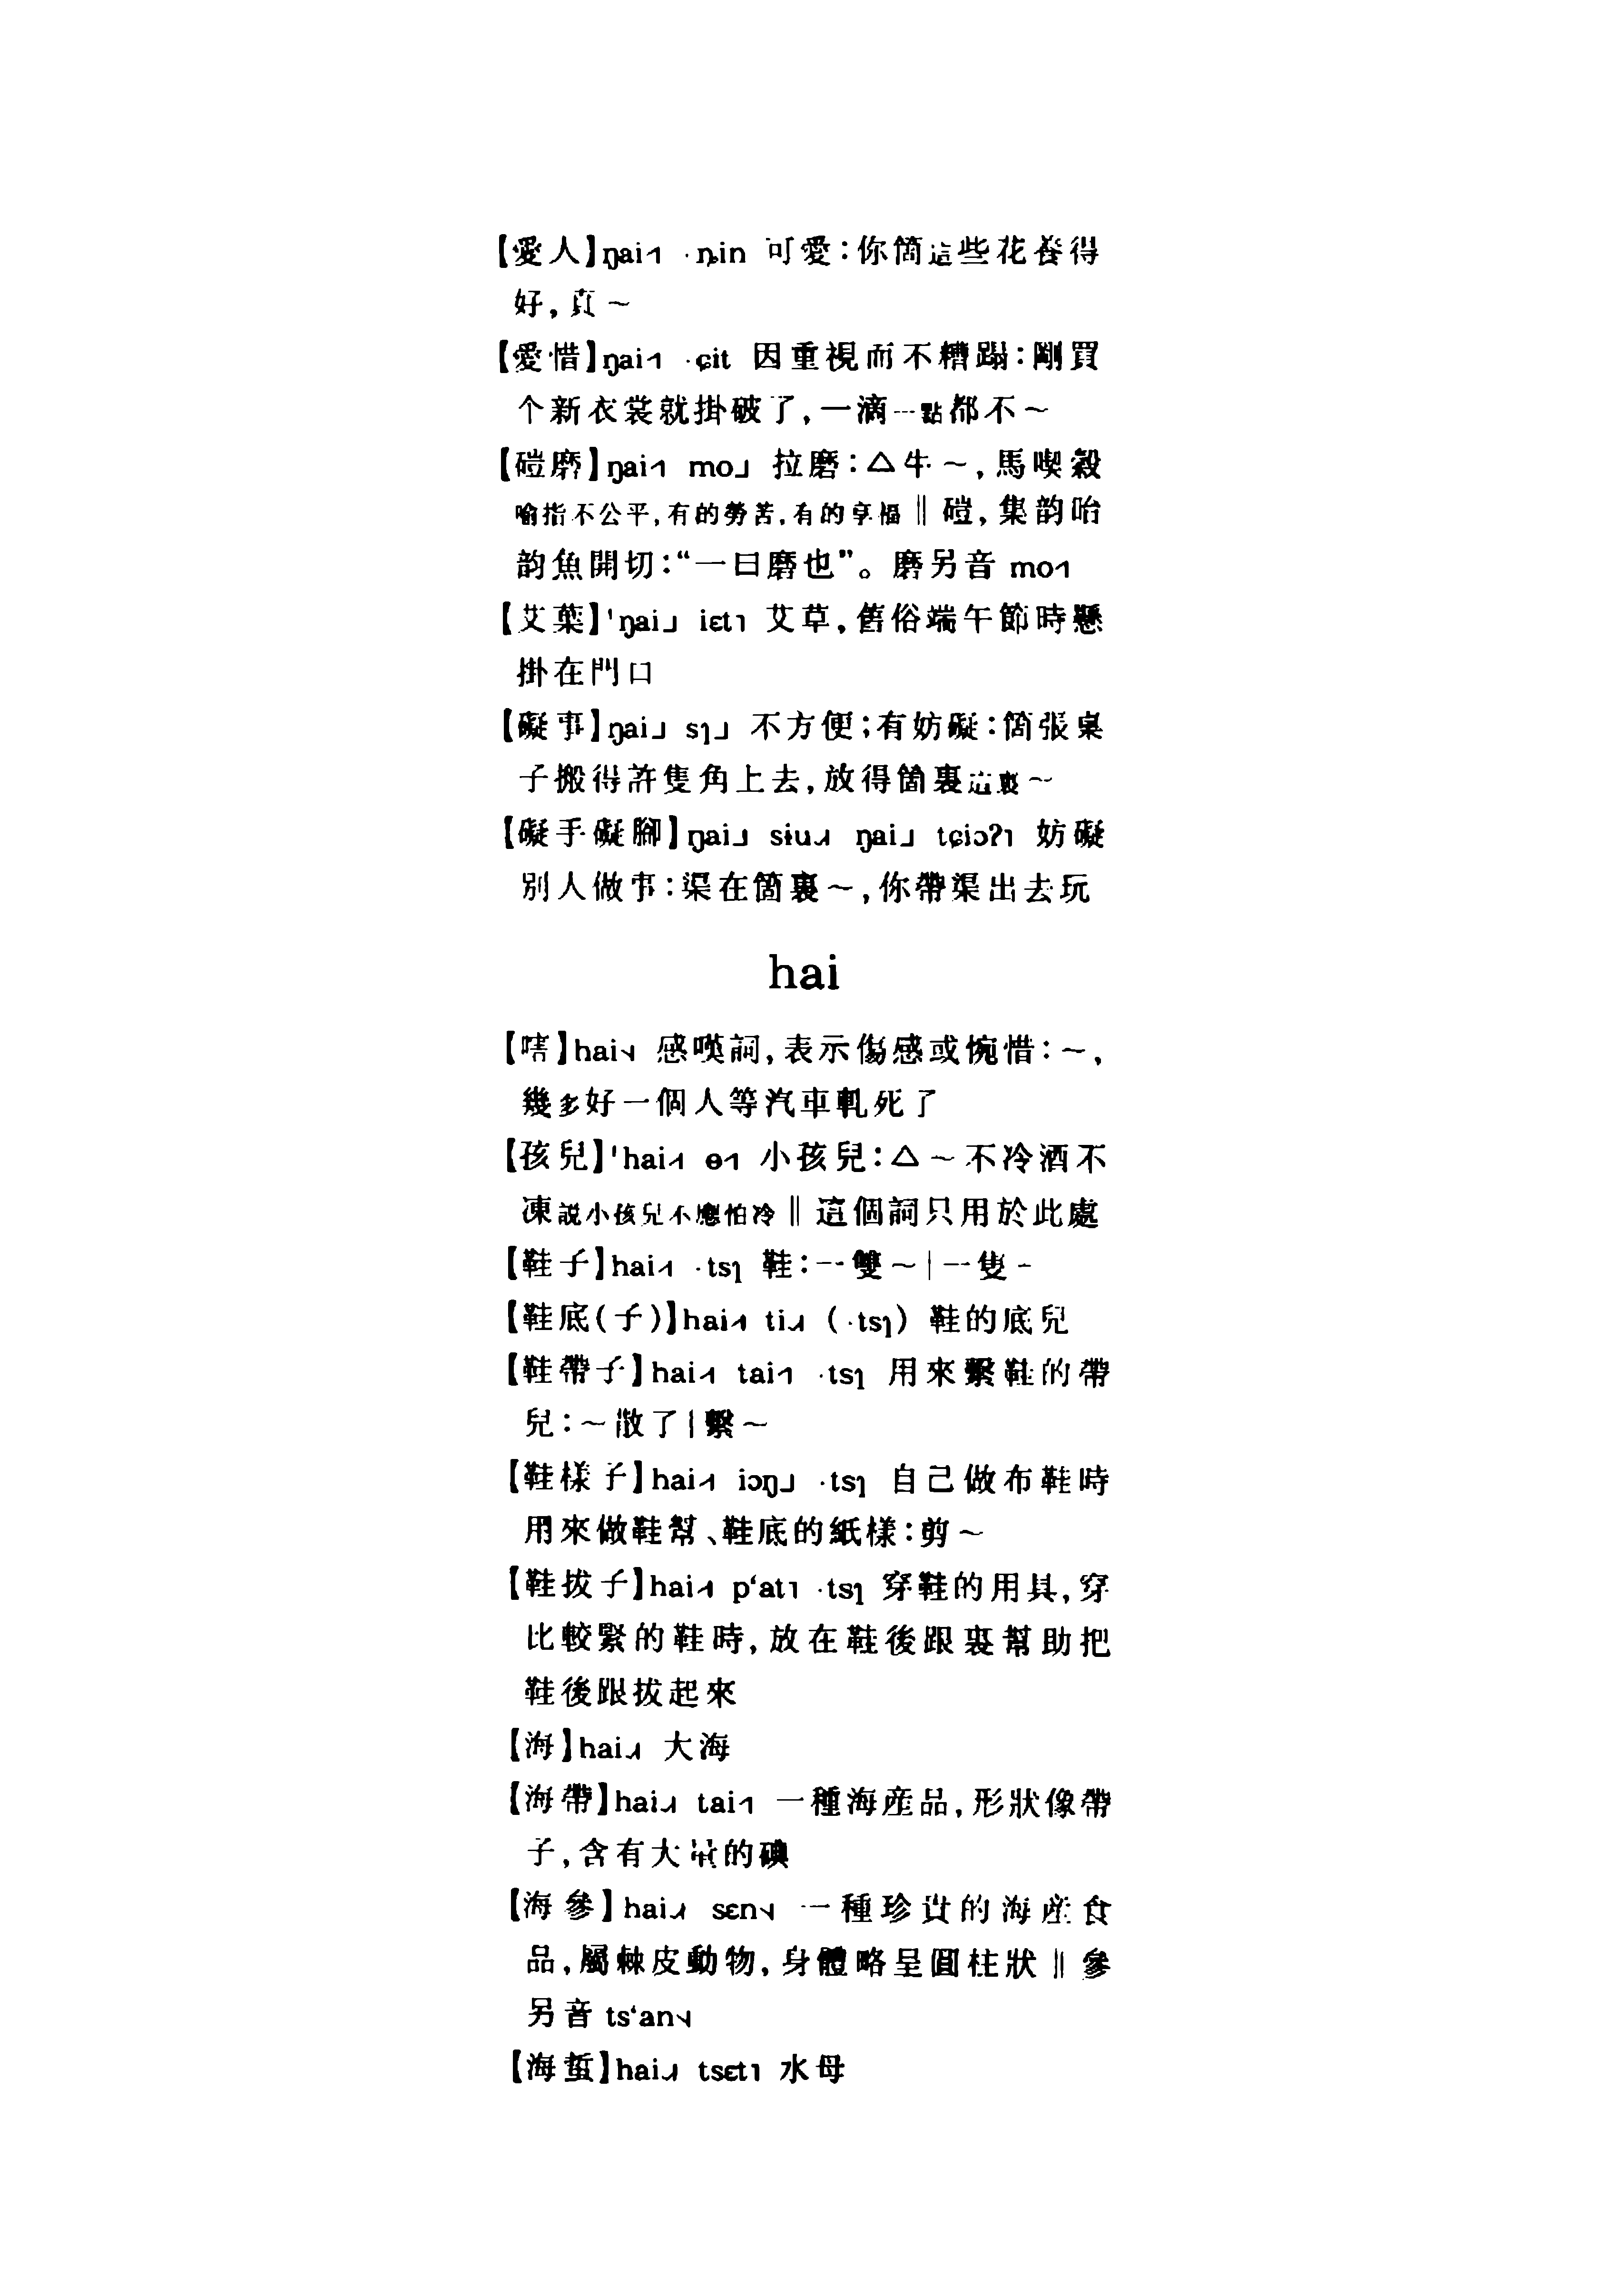 【愛人】ŋai˧ ·ȵin 可愛：你箇這些花養得
好，真～
【愛惜】ŋai˧ ·ɕit 因重視而不糟蹋：剛買
个新衣裳就掛破了，一滴一點都不～
【磑磨】ŋai˧ mo˩ 拉磨：△牛～，馬喫穀
喻指不公平，有的勞苦，有的享福‖磑，集韵咍
韵魚開切：“一曰磨也”。磨另音 mo˧
【艾葉】ˈŋai˩ iɛt˥ 艾草，舊俗端午節時懸
掛在門口
【礙事】ŋai˩ sɿ˩ 不方便；有妨礙：箇張桌
子搬得許隻角上去，放得箇裏這裏～
【礙手礙腳】ŋai˩ siu˨˩˧ ŋai˩ tɕiɔʔ˥ 妨礙
別人做事：渠在箇裏～，你帶渠出去玩
hai
【嗐】hai˧˨ 感嘆詞，表示傷感或惋惜：～，
幾多好一個人等汽車軋死了
【孩兒】ˈhai˨˦ ɵ˧ 小孩兒：△～不冷酒不
凍説小孩兒不應怕冷‖這個詞只用於此處
【鞋子】hai˨˦ ·tsɿ 鞋：一雙～|一隻～
【鞋底(子)】hai˨˦ ti˨˩˧ (·tsɿ) 鞋的底兒
【鞋帶子】hai˨˦ tai˧ ·tsɿ 用來繫鞋的帶
兒：～散了|繫～
【鞋樣子】hai˨˦ iɔŋ˩ ·tsɿ 自己做布鞋時
用來做鞋幫、鞋底的紙樣：剪～
【鞋拔子】hai˨˦ pʻat˥ ·tsɿ 穿鞋的用具，穿
比較緊的鞋時，放在鞋後跟裏幫助把
鞋後跟拔起來
【海】hai˨˩˧ 大海
【海帶】hai˨˩˧ tai˧ 一種海産品，形狀像帶
子，含有大量的碘
【海參】hai˨˩˧ sɛn˧˨ 一種珍貴的海産食
品，屬棘皮動物，身體略呈圓柱狀‖參
另音 tsʻan˧˨
【海蜇】hai˨˩˧ tsɛt˥ 水母